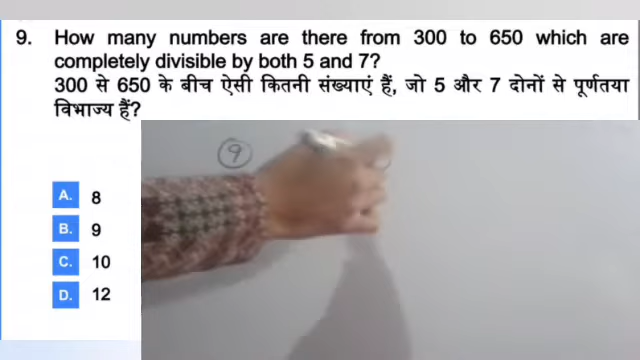 9. How many numbers are there from 300 to 650 which are
completely divisible by both 5 and 7?
300 से 650 के बीच ऐसी कितनी संख्याएं हैं, जो 5 और 7 दोनों से पूर्णतया
विभाज्य हैं?
9
A. 8
B. 9
C. 10
D. 12